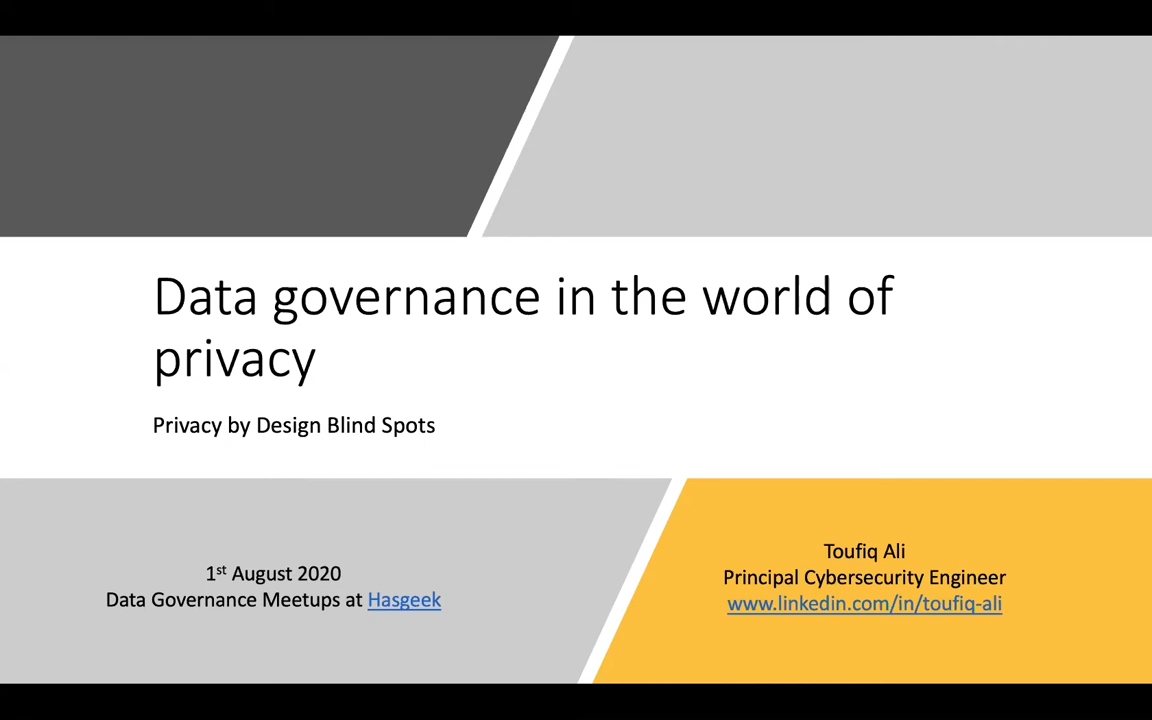 Data governance in the world of
privacy
Privacy by Design Blind Spots
1st August 2020
Data Governance Meetups at Hasgeek
Toufiq Ali
Principal Cybersecurity Engineer
www.linkedin.com/in/toufiq-ali